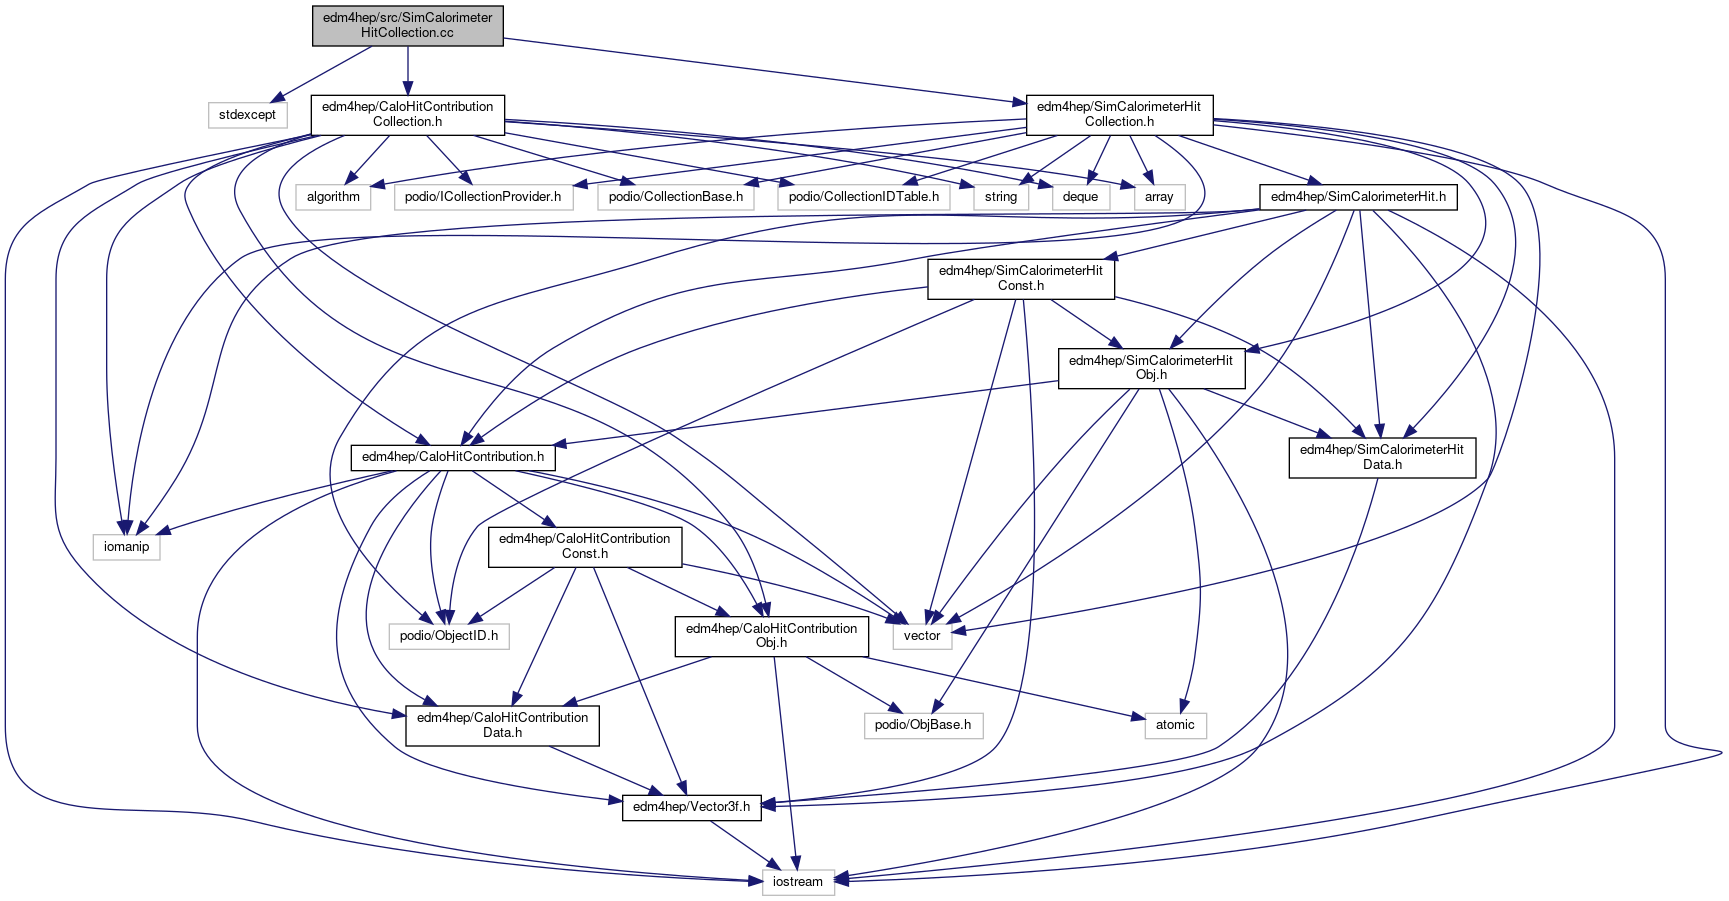 edm4hep/src/SimCalorimeter
HitCollection.cc
stdexcept
edm4hep/CaloHitContribution
Collection.h
edm4hep/SimCalorimeterHit
Collection.h
algorithm
podio/ICollectionProvider.h
podio/CollectionBase.h
podio/CollectionIDTable.h
string
deque
array
edm4hep/SimCalorimeterHit.h
edm4hep/SimCalorimeterHit
Const.h
edm4hep/SimCalorimeterHit
Obj.h
edm4hep/CaloHitContribution.h
edm4hep/SimCalorimeterHit
Data.h
iomanip
edm4hep/CaloHitContribution
Const.h
podio/ObjectID.h
edm4hep/CaloHitContribution
Obj.h
vector
edm4hep/CaloHitContribution
Data.h
podio/ObjBase.h
atomic
edm4hep/Vector3f.h
iostream